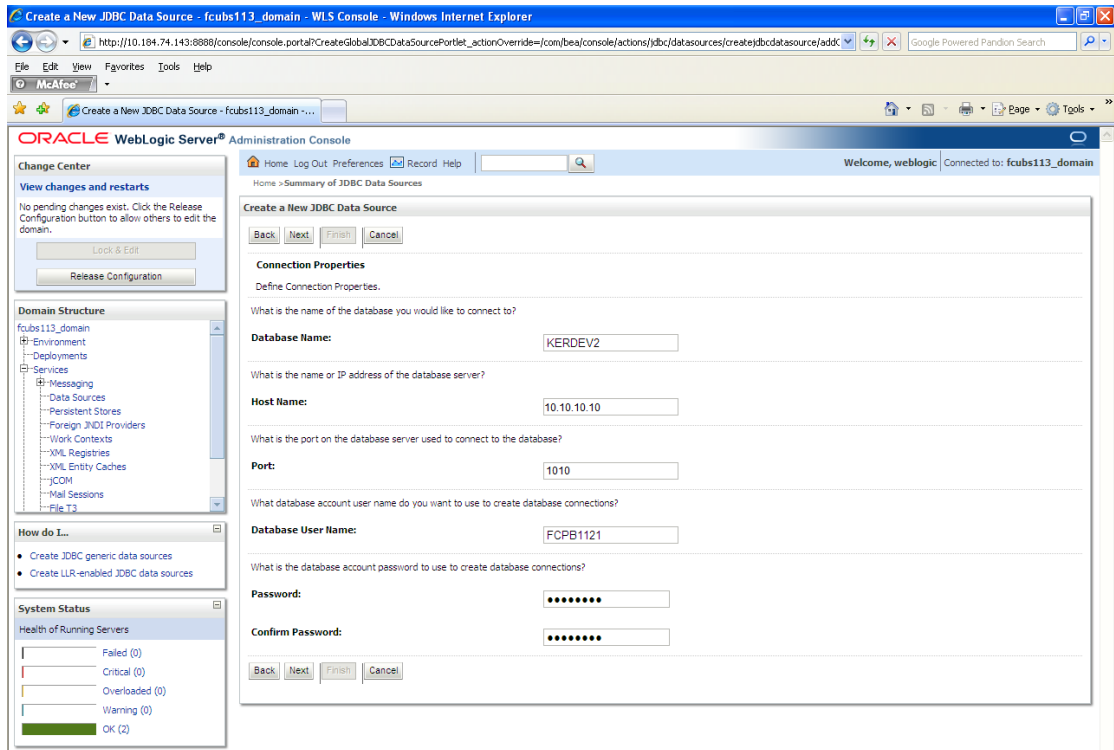 Create a New JDBC Data Source - fcubs113_domain - WLS Console - Windows Internet Explorer
http://10.184.74.143:8888/console/console.portal?CreateGlobalJDBCDataSourcePortlet_actionOverride=/com/bea/console/actions/jdbc/datasources/createjdbcdatasource/addC
Google Powered Pandion Search
File Edit View Favorites Tools Help
McAfee
Create a New JDBC Data Source - fcubs113_domain -...
Page Tools »
ORACLE WebLogic Server® Administration Console
Change Center
View changes and restarts
No pending changes exist. Click the Release
Configuration button to allow others to edit the
domain.
Lock & Edit
Release Configuration
Domain Structure
fcubs113_domain
Environment
Deployments
Services
Messaging
Data Sources
Persistent Stores
Foreign JNDI Providers
Work Contexts
XML Registries
XML Entity Caches
jCOM
Mail Sessions
File T3
How do I...
Create JDBC generic data sources
Create LLR-enabled JDBC data sources
System Status
Health of Running Servers
Failed (0)
Critical (0)
Overloaded (0)
Warning (0)
OK (2)
Home Log Out Preferences Record Help
Welcome, weblogic Connected to: fcubs113_domain
Home >Summary of JDBC Data Sources
Create a New JDBC Data Source
Back Next Finish Cancel
Connection Properties
Define Connection Properties.
What is the name of the database you would like to connect to?
Database Name: KERDEV2
What is the name or IP address of the database server?
Host Name: 10.10.10.10
What is the port on the database server used to connect to the database?
Port: 1010
What database account user name do you want to use to create database connections?
Database User Name: FCPB1121
What is the database account password to use to create database connections?
Password: ••••••••
Confirm Password: ••••••••
Back Next Finish Cancel